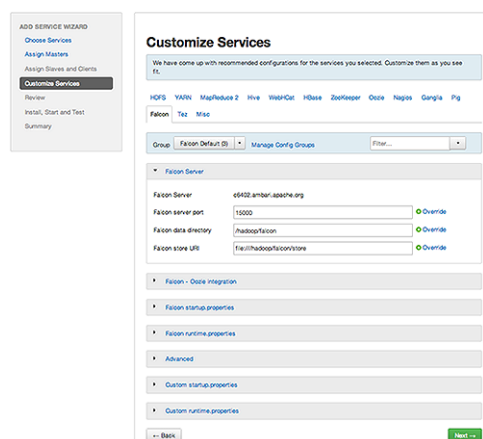 ADD SERVICE WIZARD
Choose Services
Assign Masters
Assign Slaves and Clients
Customize Services
Review
Install, Start and Test
Summary
Customize Services
We have come up with recommended configurations for the services you selected. Customize them as you see
fit.
HDFS YARN MapReduce 2 Hive WebHCat HBase ZooKeeper Oozie Nagios Ganglia Pig
Falcon Tez Misc
Group Falcon Default (3) Manage Config Groups Filter...
Falcon Server
Falcon Server c6402.ambari.apache.org
Falcon server port 15000 Override
Falcon data directory /hadoop/falcon Override
Falcon store URI file:///hadoop/falcon/store Override
Falcon - Oozie integration
Falcon startup.properties
Falcon runtime.properties
Advanced
Custom startup.properties
Custom runtime.properties
← Back Next →